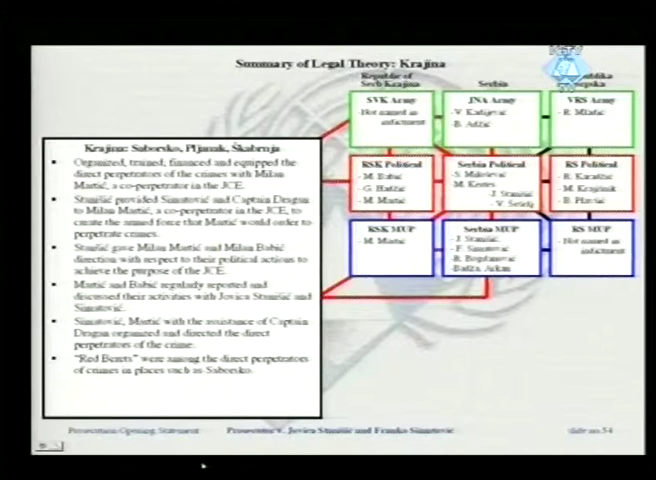 Summary of Legal Theory: Krajina
Republic of
Serb Krajina
Serbia
SVK Army
- Not named as
indictment
JNA Army
- V. Kadijević
- B. Adžić
VRS Army
- R. Mladić
RSK Political
- M. Babić
- G. Hadžić
- M. Martić
Serbia Political
- S. Milošević
M. Kertes
J. Stanišić
- V. Šešelj
RS Political
- R. Karadžić
- M. Krajišnik
- B. Plavšić
RSK MUP
- M. Martić
Serbia MUP
- J. Stanišić
- F. Simatović
- R. Bogdanović
- Badža, Arkan
RS MUP
- Not named as
indictment
Krajina: Saborsko, Poljanak, Škabrnja
Organized, trained, financed and equipped the
direct perpetrators of the crimes with Milan
Martić, a co-perpetrator in the JCE.
Stanišić provided Simatović and Captain Dragan
to Milan Martić, a co-perpetrator in the JCE, to
create the armed force that Martić would order to
perpetrate crimes.
Stanišić gave Milan Martić and Milan Babić
direction with respect to their political actions to
achieve the purpose of the JCE.
Martić and Babić regularly reported and
discussed their activities with Jovica Stanišić and
Simatović.
Simatović, Martić with the assistance of Captain
Dragan organized and directed the direct
perpetrators of the crime.
"Red Berets" were among the direct perpetrators
of crimes in places such as Saborsko.
Prosecution Opening Statement
Prosecutor v. Jovica Stanišić and Franko Simatović
slide no. 54